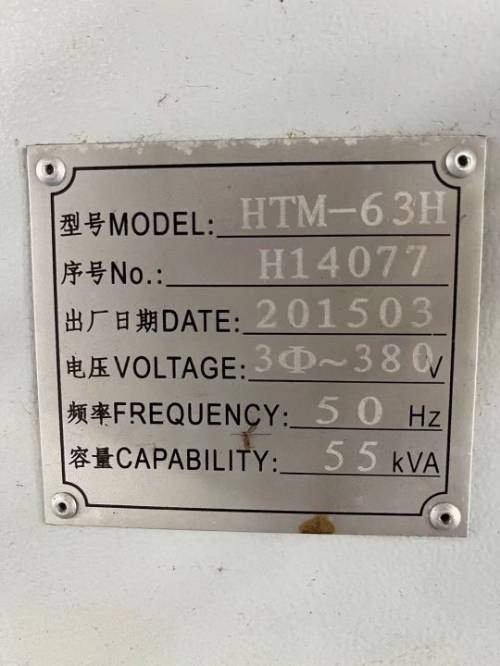 型号MODEL: HTM-63H
序号No.: H14077
出厂日期DATE: 201503
电压VOLTAGE: 3Φ~380 V
频率FREQUENCY: 50 Hz
容量CAPABILITY: 55 kVA